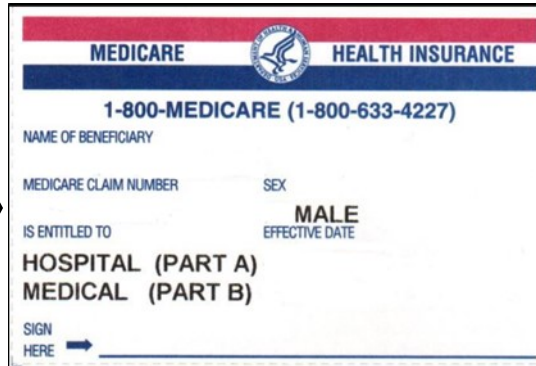 MEDICARE HEALTH INSURANCE
1-800-MEDICARE (1-800-633-4227)
NAME OF BENEFICIARY
MEDICARE CLAIM NUMBER SEX
MALE
IS ENTITLED TO EFFECTIVE DATE
HOSPITAL (PART A)
MEDICAL (PART B)
SIGN
HERE